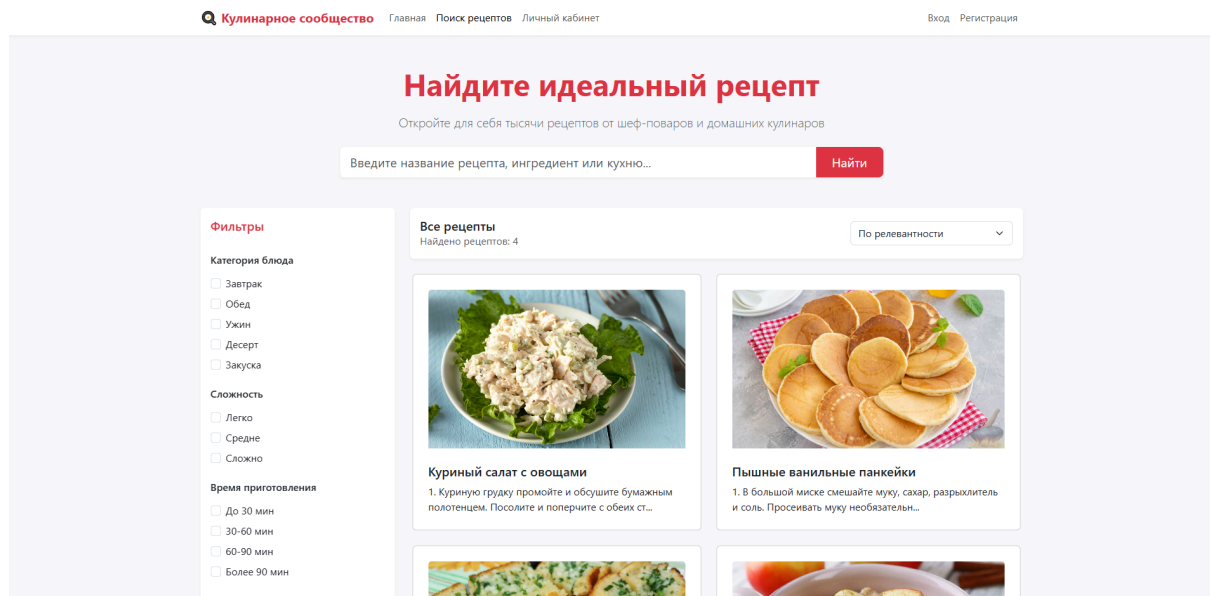 Кулинарное сообщество Главная Поиск рецептов Личный кабинет Вход Регистрация
Найдите идеальный рецепт
Откройте для себя тысячи рецептов от шеф-поваров и домашних кулинаров
Введите название рецепта, ингредиент или кухню... Найти
Фильтры
Категория блюда
Завтрак
Обед
Ужин
Десерт
Закуска
Сложность
Легко
Средне
Сложно
Время приготовления
До 30 мин
30-60 мин
60-90 мин
Более 90 мин
Все рецепты
Найдено рецептов: 4
По релевантности
Куриный салат с овощами
1. Куриную грудку промойте и обсушите бумажным
полотенцем. Посолите и поперчите с обеих ст...
Пышные ванильные панкейки
1. В большой миске смешайте муку, сахар, разрыхлитель
и соль. Просеивать муку необязательн...